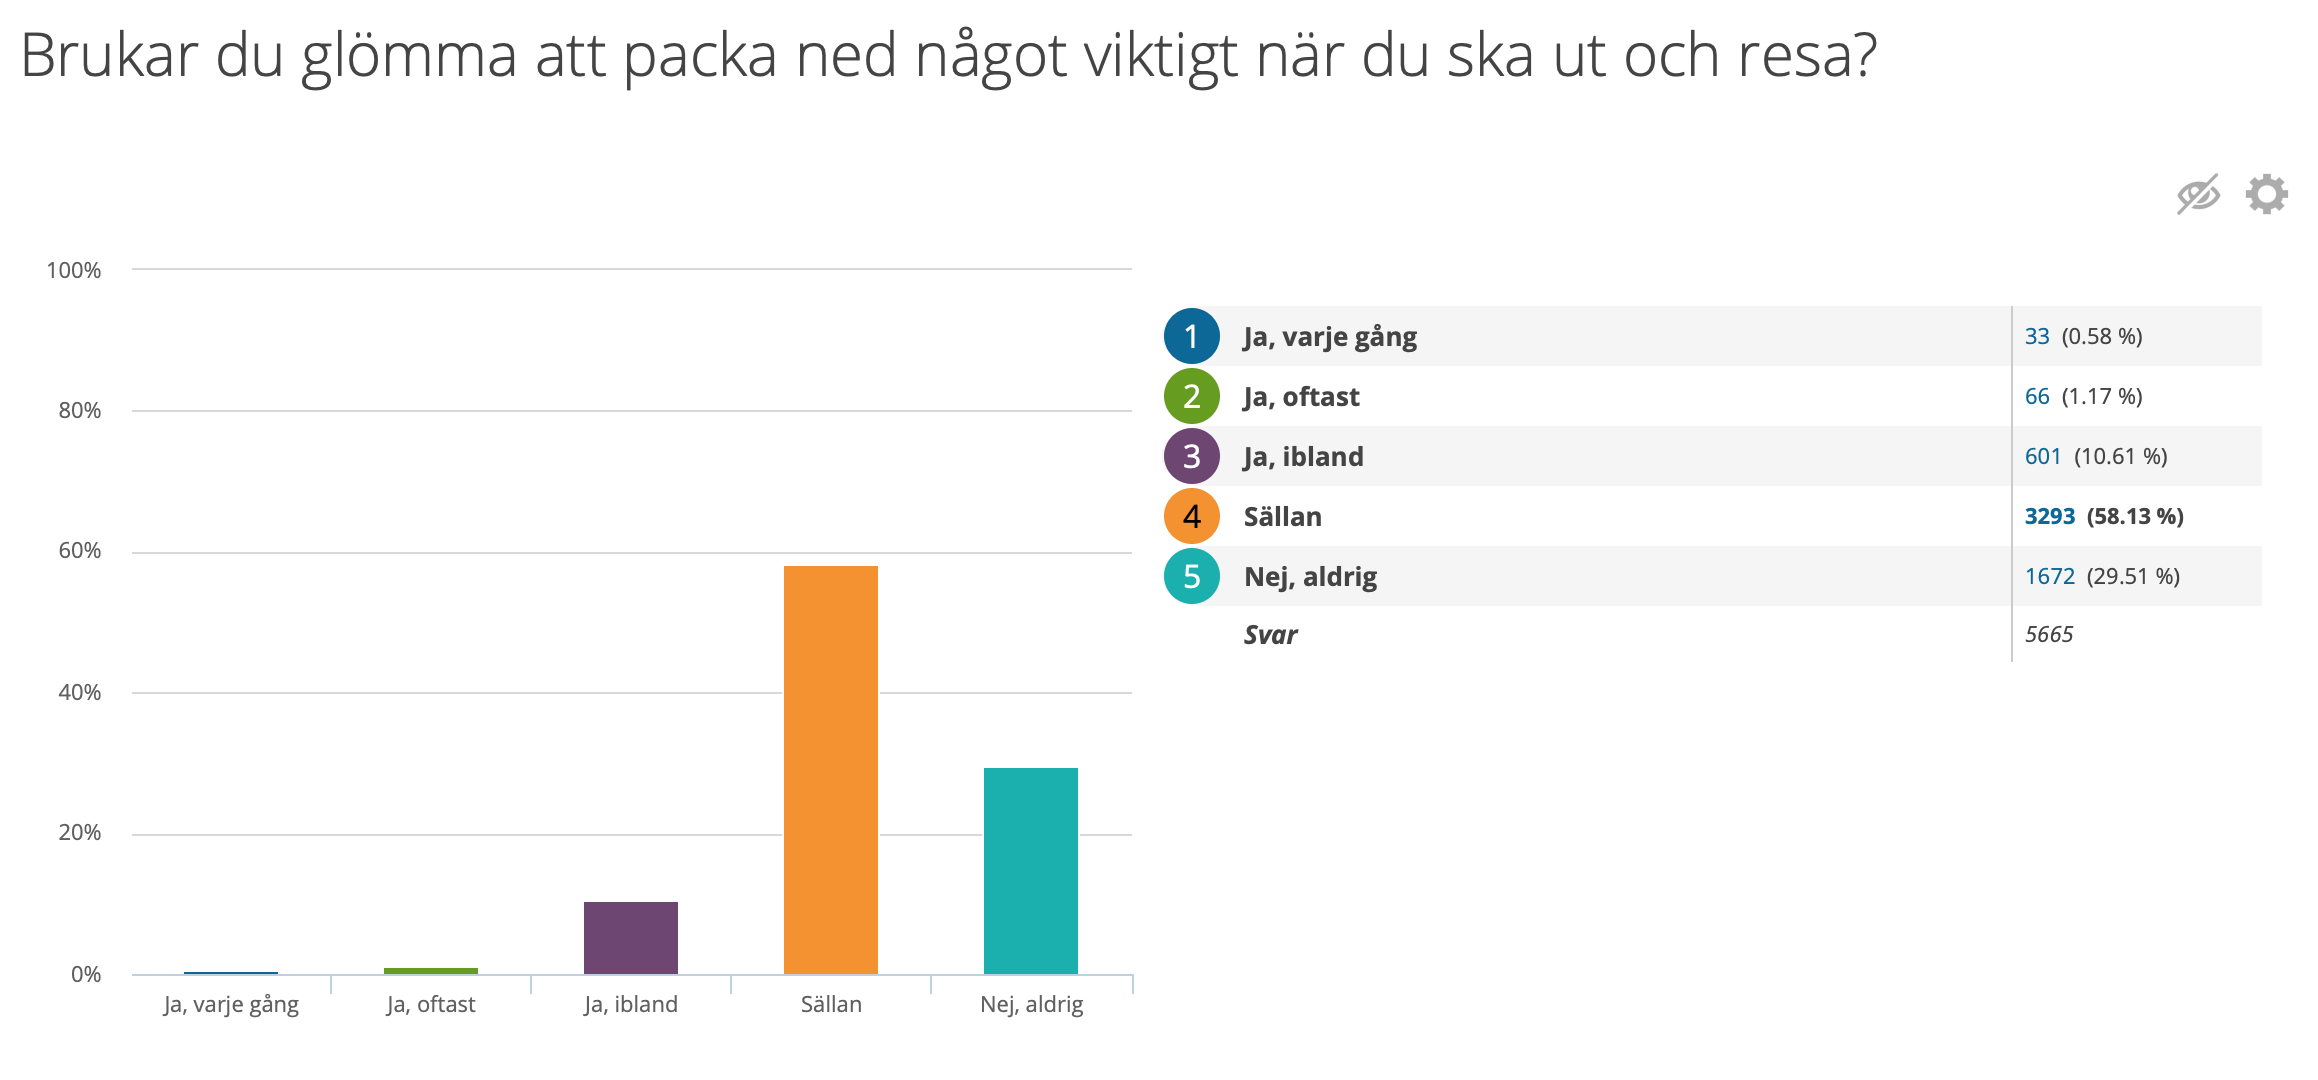 Brukar du glömma att packa ned något viktigt när du ska ut och resa?
100%
80%
60%
40%
20%
0%
Ja, varje gång
Ja, oftast
Ja, ibland
Sällan
Nej, aldrig
1 Ja, varje gång 33 (0.58 %)
2 Ja, oftast 66 (1.17 %)
3 Ja, ibland 601 (10.61 %)
4 Sällan 3293 (58.13 %)
5 Nej, aldrig 1672 (29.51 %)
Svar 5665